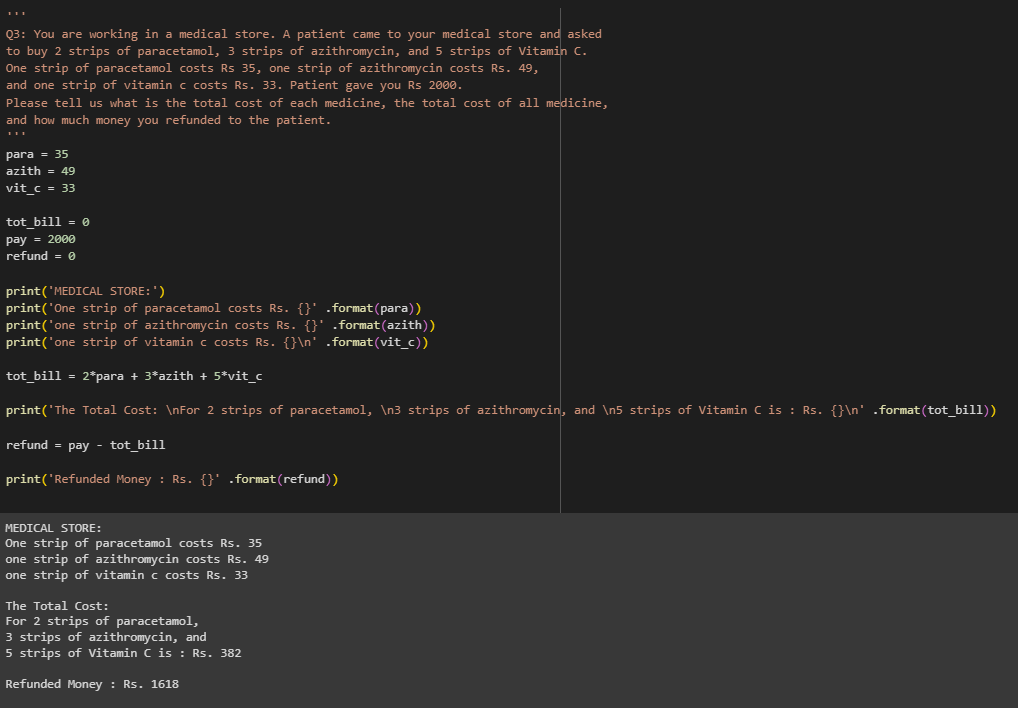 '''
Q3: You are working in a medical store. A patient came to your medical store and asked
to buy 2 strips of paracetamol, 3 strips of azithromycin, and 5 strips of Vitamin C.
One strip of paracetamol costs Rs 35, one strip of azithromycin costs Rs. 49,
and one strip of vitamin c costs Rs. 33. Patient gave you Rs 2000.
Please tell us what is the total cost of each medicine, the total cost of all medicine,
and how much money you refunded to the patient.
'''
para = 35
azith = 49
vit_c = 33

tot_bill = 0
pay = 2000
refund = 0

print('MEDICAL STORE:')
print('One strip of paracetamol costs Rs. {}' .format(para))
print('one strip of azithromycin costs Rs. {}' .format(azith))
print('one strip of vitamin c costs Rs. {}\n' .format(vit_c))

tot_bill = 2*para + 3*azith + 5*vit_c

print('The Total Cost: \nFor 2 strips of paracetamol, \n3 strips of azithromycin, and \n5 strips of Vitamin C is : Rs. {}\n' .format(tot_bill))

refund = pay - tot_bill

print('Refunded Money : Rs. {}' .format(refund))

MEDICAL STORE:
One strip of paracetamol costs Rs. 35
one strip of azithromycin costs Rs. 49
one strip of vitamin c costs Rs. 33

The Total Cost:
For 2 strips of paracetamol,
3 strips of azithromycin, and
5 strips of Vitamin C is : Rs. 382

Refunded Money : Rs. 1618